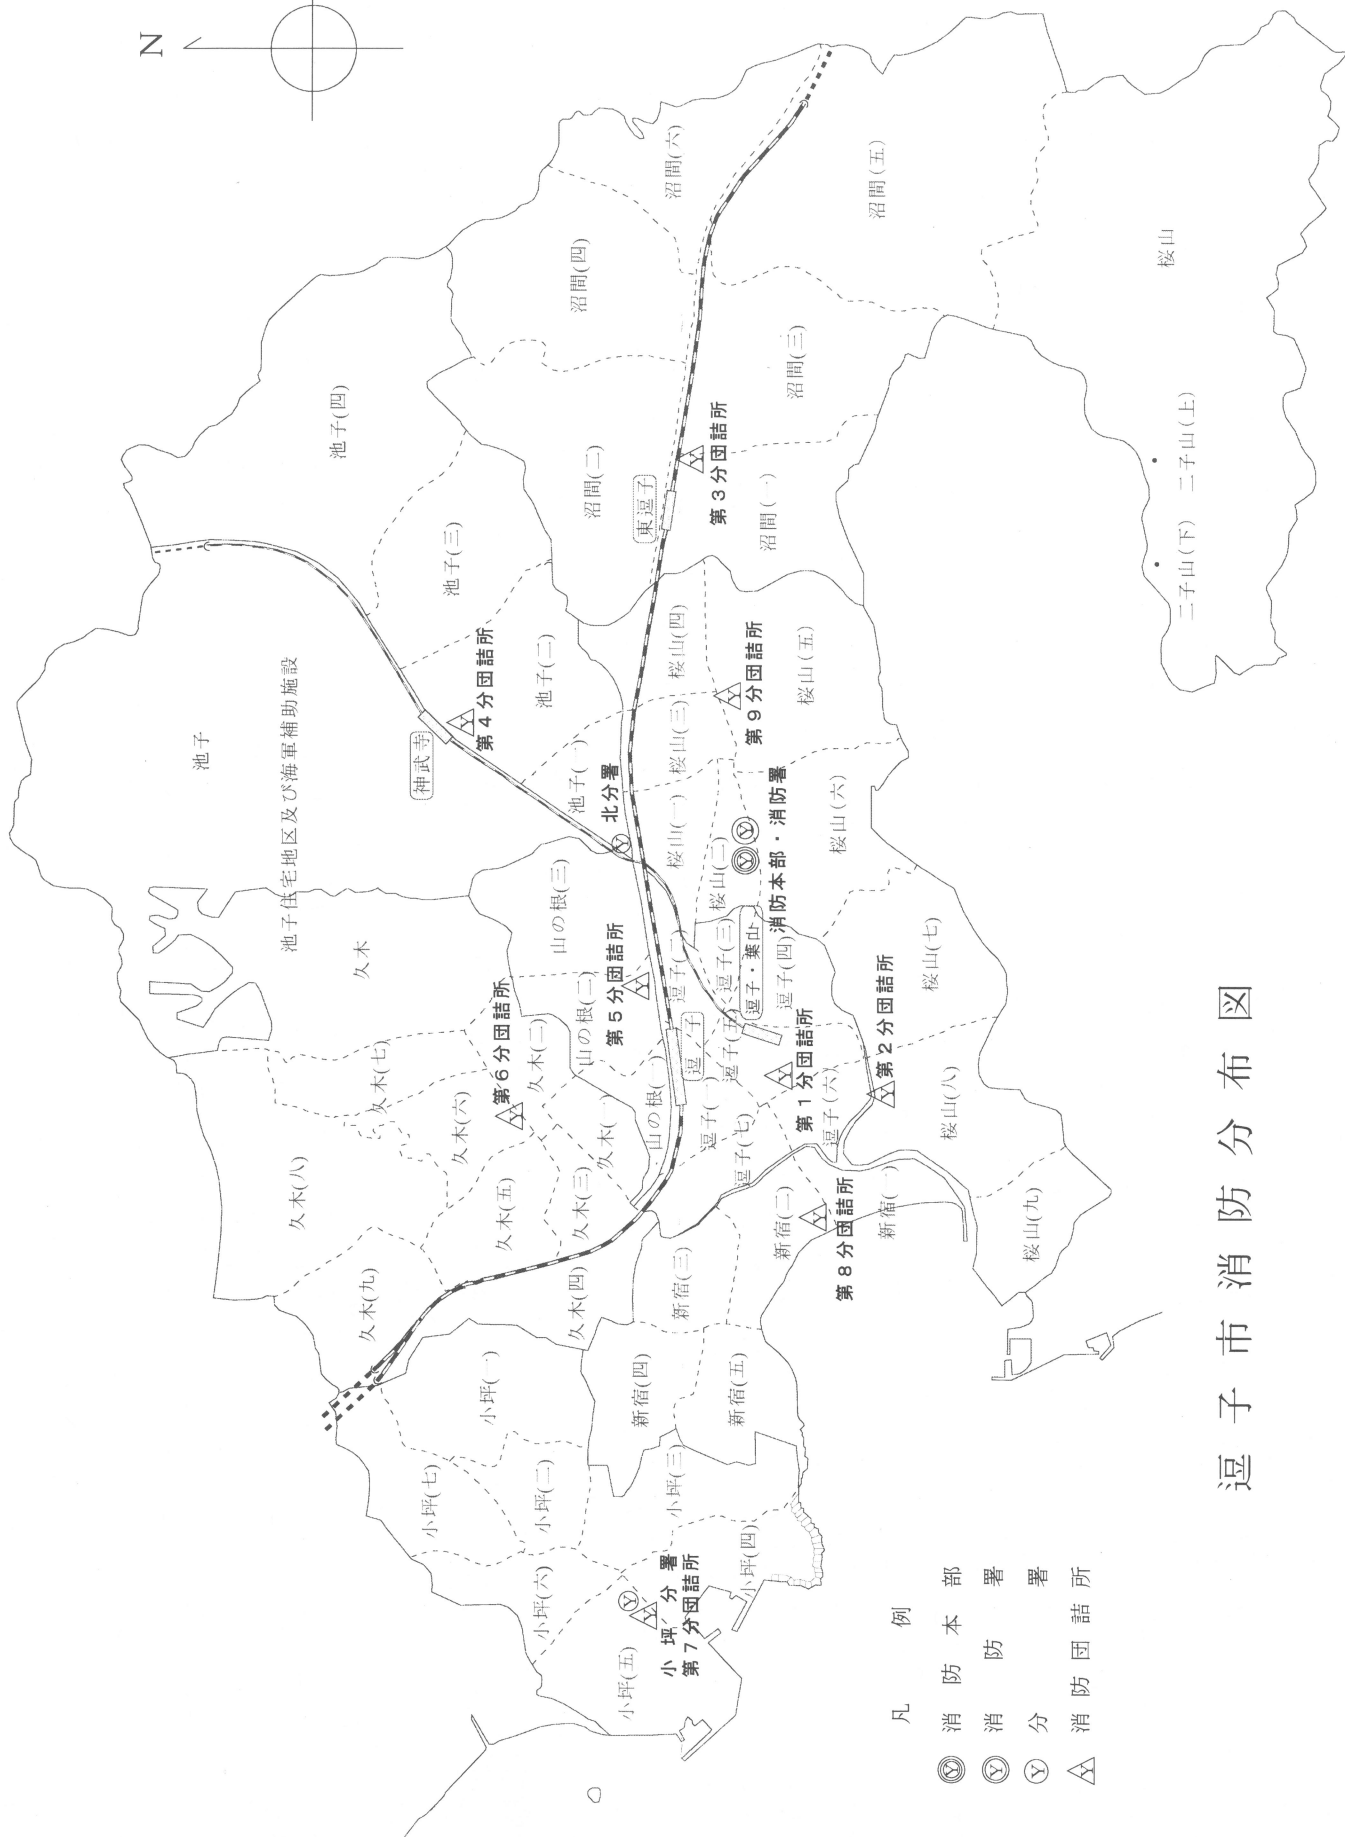 逗子市消防分布図
N
凡例
消防本部
消防署
分署
消防団詰所
池子
池子住宅地区及び海軍補助施設
池子(四)
池子(三)
池子(二)
池子(一)
神武寺
第4分団詰所
北分署
沼間(六)
沼間(五)
沼間(四)
沼間(三)
沼間(二)
沼間(一)
東逗子
第3分団詰所
桜山
二子山(上)
二子山(下)
桜山(四)
桜山(三)
桜山(一)
桜山(二)
桜山(五)
桜山(六)
桜山(七)
桜山(八)
桜山(九)
第9分団詰所
消防本部・消防署
逗子・葉山
久木
久木(七)
久木(八)
久木(六)
久木(五)
久木(二)
久木(一)
久木(三)
久木(四)
久木(九)
第6分団詰所
山の根(三)
山の根(二)
山の根(一)
第5分団詰所
逗子
逗子(二)
逗子(三)
逗子(四)
逗子(五)
逗子(一)
逗子(七)
逗子(六)
第1分団詰所
第2分団詰所
第8分団詰所
新宿(二)
新宿(一)
新宿(三)
新宿(四)
新宿(五)
小坪(一)
小坪(七)
小坪(二)
小坪(三)
小坪(六)
小坪(四)
小坪(五)
小坪分署
第7分団詰所